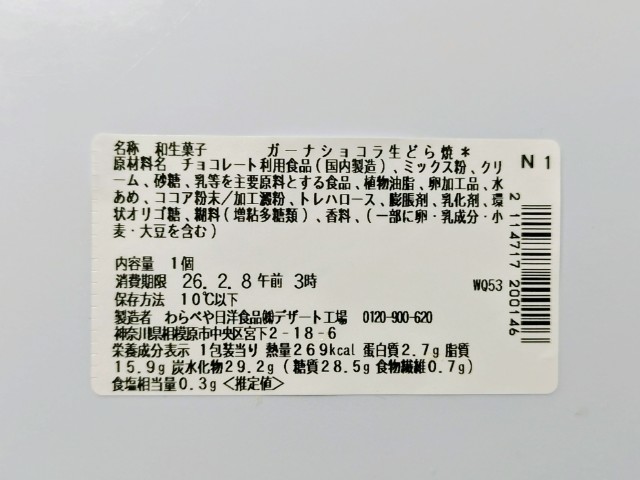 名称 和生菓子 ガーナショコラ生どら焼*
原材料名 チョコレート利用食品(国内製造)、ミックス粉、クリ
ーム、砂糖、乳等を主要原料とする食品、植物油脂、卵加工品、水
あめ、ココア粉末/加工澱粉、トレハロース、膨脹剤、乳化剤、環
状オリゴ糖、糊料(増粘多糖類)、香料、(一部に卵・乳成分・小
麦・大豆を含む)
N 1
内容量 1個
消費期限 26.2.8 午前 3時
保存方法 10℃以下
WQ53
2 114717 200146
製造者 わらべや日洋食品㈱デザート工場 0120-900-620
神奈川県相模原市中央区宮下2-18-6
栄養成分表示 1包装当り 熱量269kcal 蛋白質2.7g 脂質
15.9g 炭水化物29.2g(糖質28.5g 食物繊維0.7g)
食塩相当量0.3g<推定値>